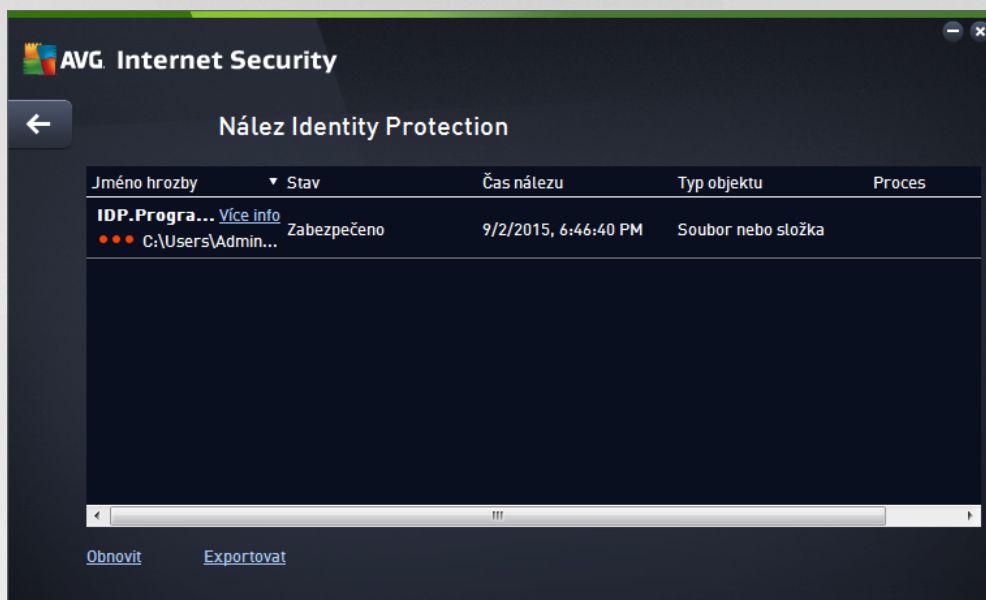 AVG. Internet Security
Nález Identity Protection
Jméno hrozby Stav Čas nálezu Typ objektu Proces
IDP.Progra... Více info
C:\Users\Admin... Zabezpečeno 9/2/2015, 6:46:40 PM Soubor nebo složka
Obnovit Exportovat